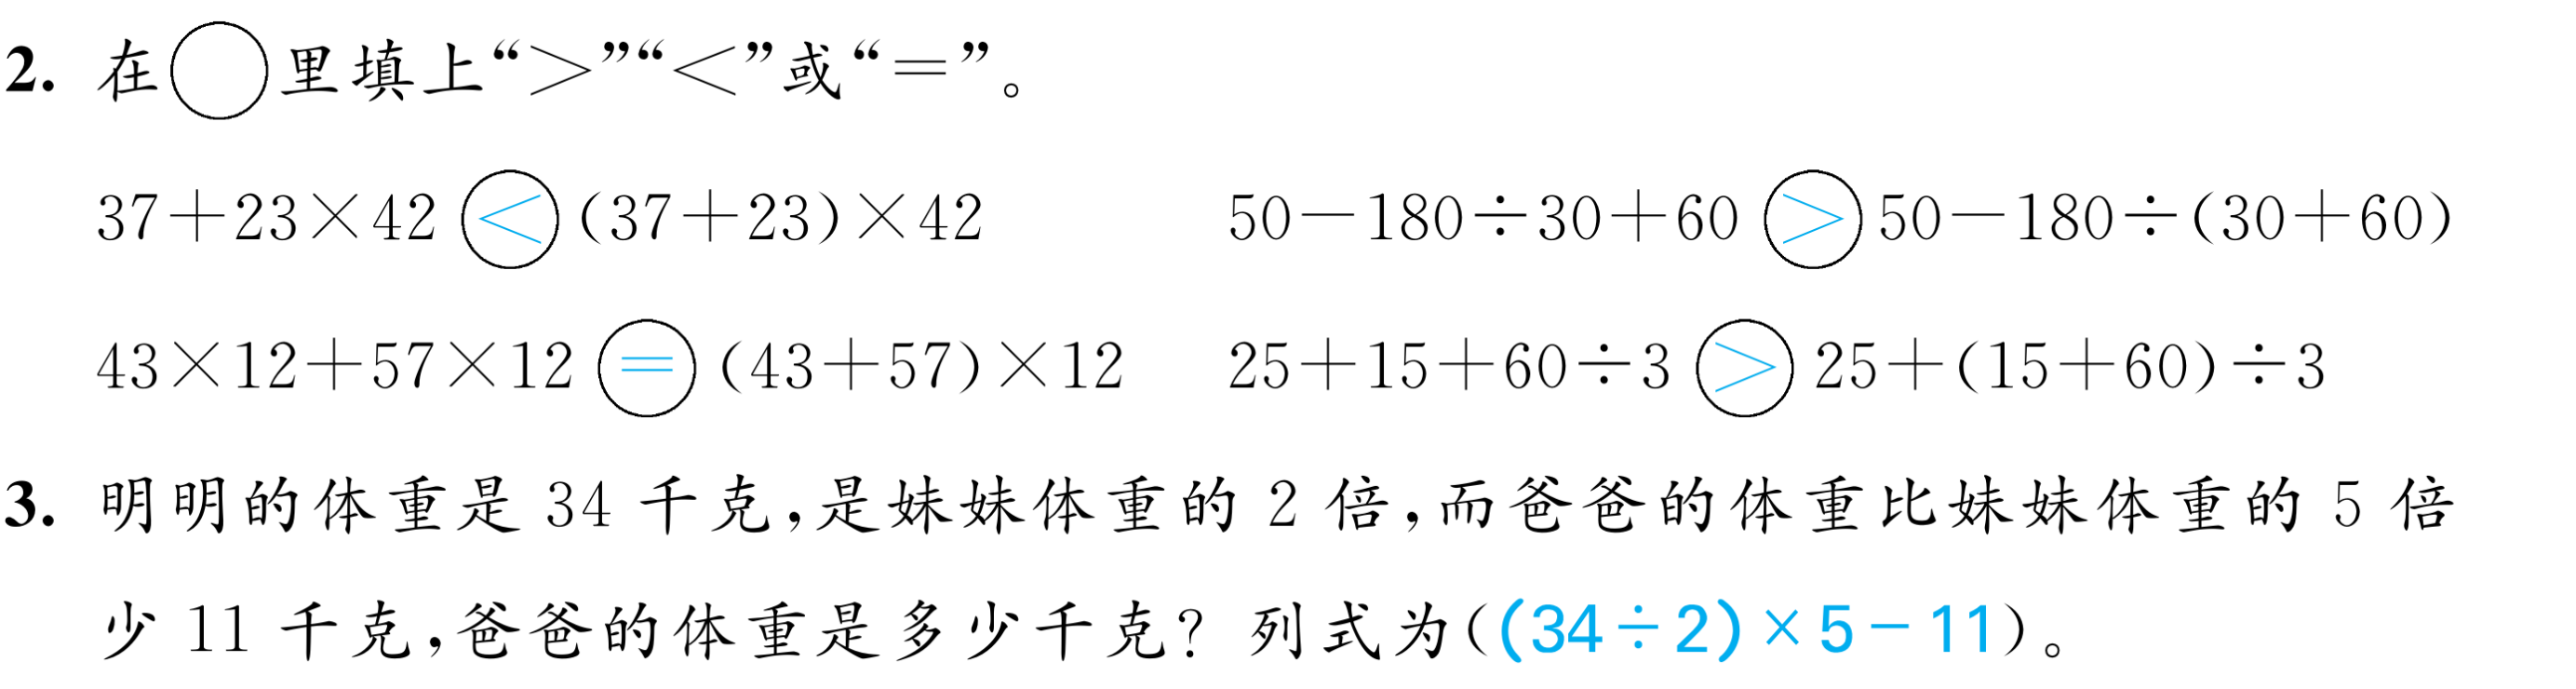 2. 在○里填上“>”“<”或“=”。
37+23×42 < (37+23)×42 50-180÷30+60 > 50-180÷(30+60)
43×12+57×12 = (43+57)×12 25+15+60÷3 > 25+(15+60)÷3
3. 明明的体重是 34 千克,是妹妹体重的 2 倍,而爸爸的体重比妹妹体重的 5 倍
少 11 千克,爸爸的体重是多少千克? 列式为((34÷2)×5-11)。